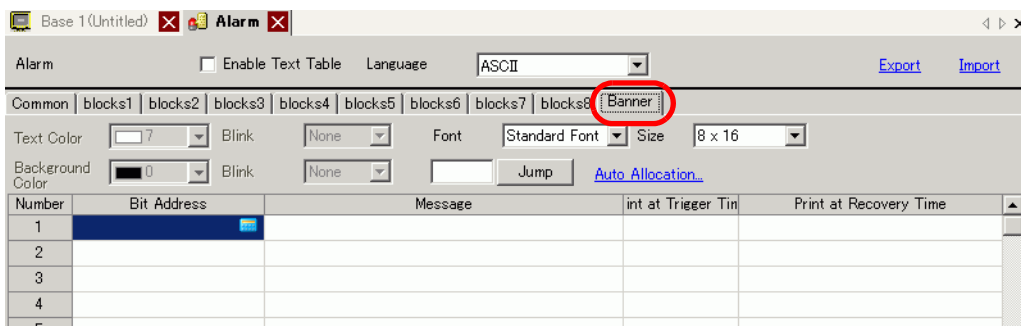 Base 1(Untitled) Alarm
Alarm Enable Text Table Language ASCII Export Import
Common blocks1 blocks2 blocks3 blocks4 blocks5 blocks6 blocks7 blocks8 Banner
Text Color 7 Blink None Font Standard Font Size 8 x 16
Background Color 0 Blink None Jump Auto Allocation...
Number Bit Address Message int at Trigger Tin Print at Recovery Time
1
2
3
4